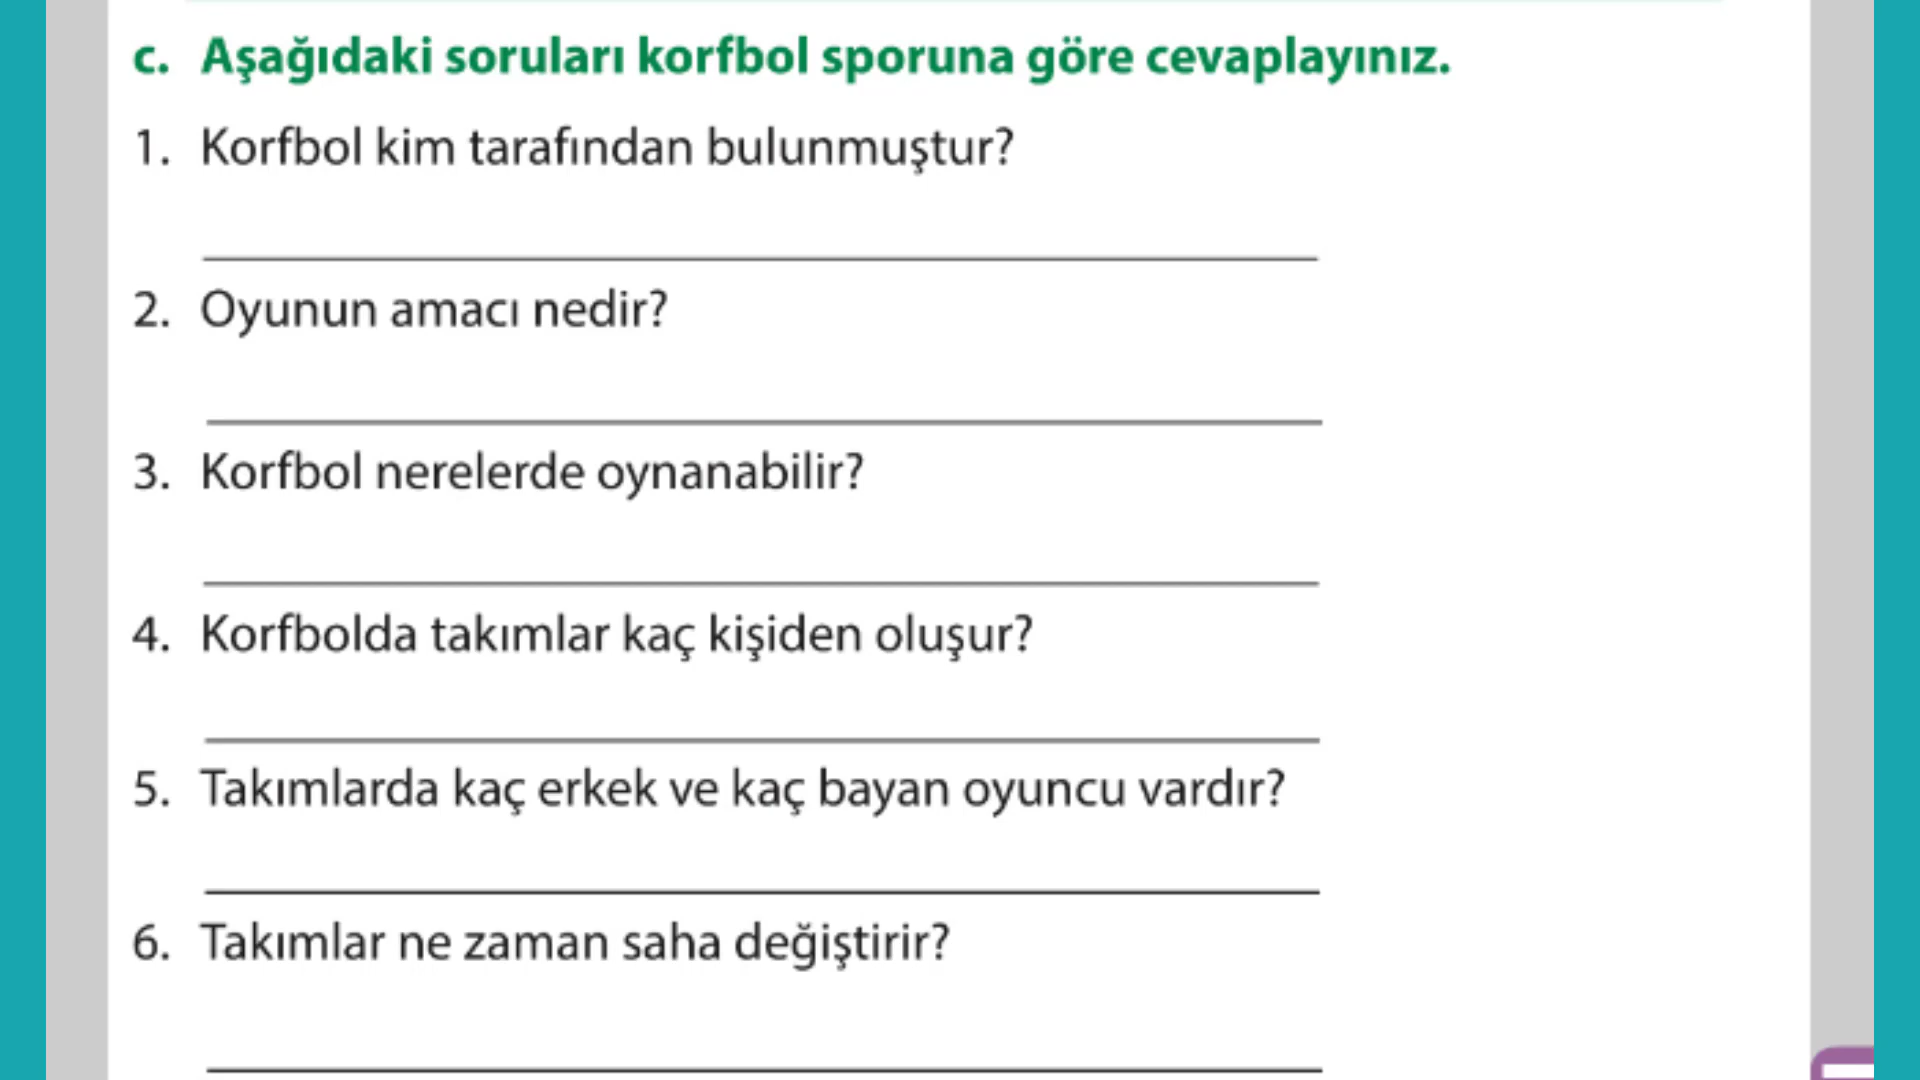 c. Aşağıdaki soruları korfbol sporuna göre cevaplayınız.
1. Korfbol kim tarafından bulunmuştur?
2. Oyunun amacı nedir?
3. Korfbol nerelerde oynanabilir?
4. Korfbolda takımlar kaç kişiden oluşur?
5. Takımlarda kaç erkek ve kaç bayan oyuncu vardır?
6. Takımlar ne zaman saha değiştirir?